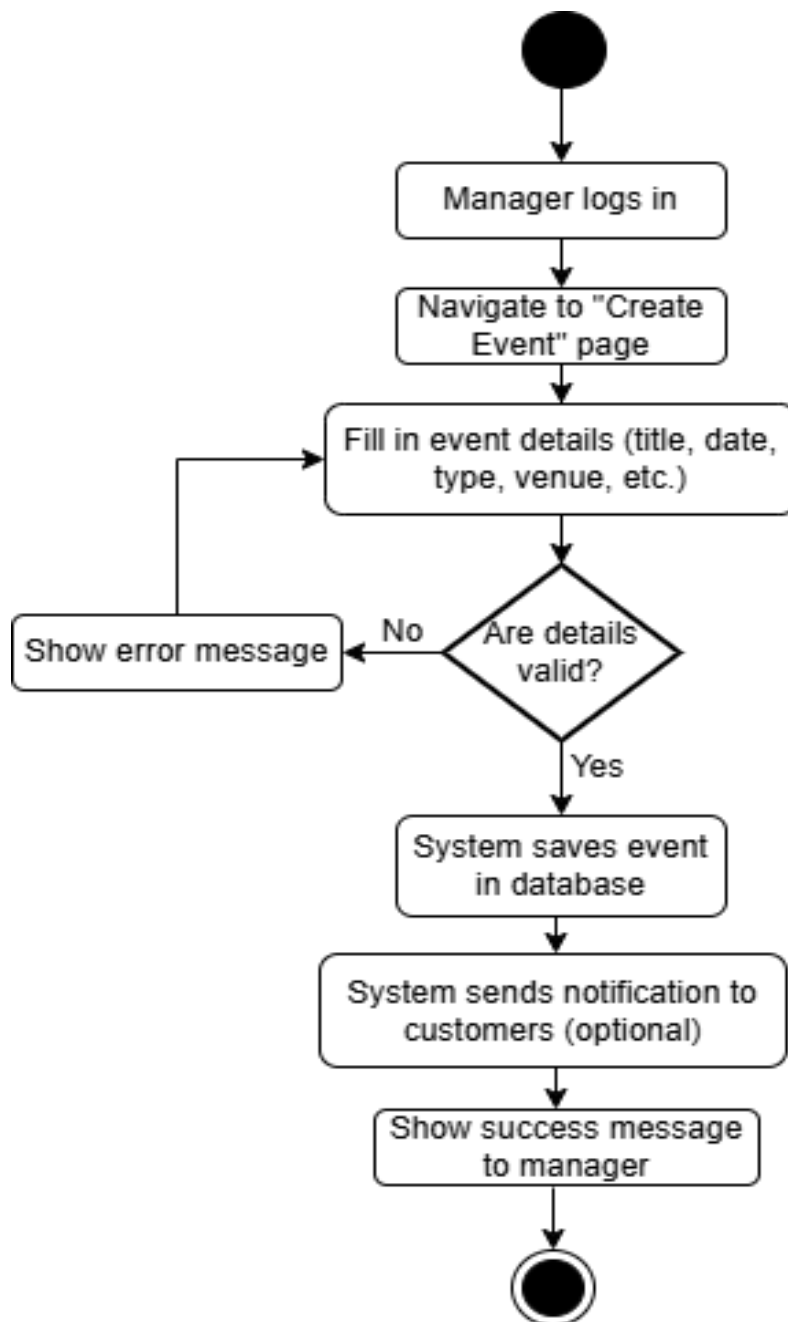 Manager logs in
Navigate to "Create
Event" page
Fill in event details (title, date,
type, venue, etc.)
Show error message
No
Are details
valid?
Yes
System saves event
in database
System sends notification to
customers (optional)
Show success message
to manager